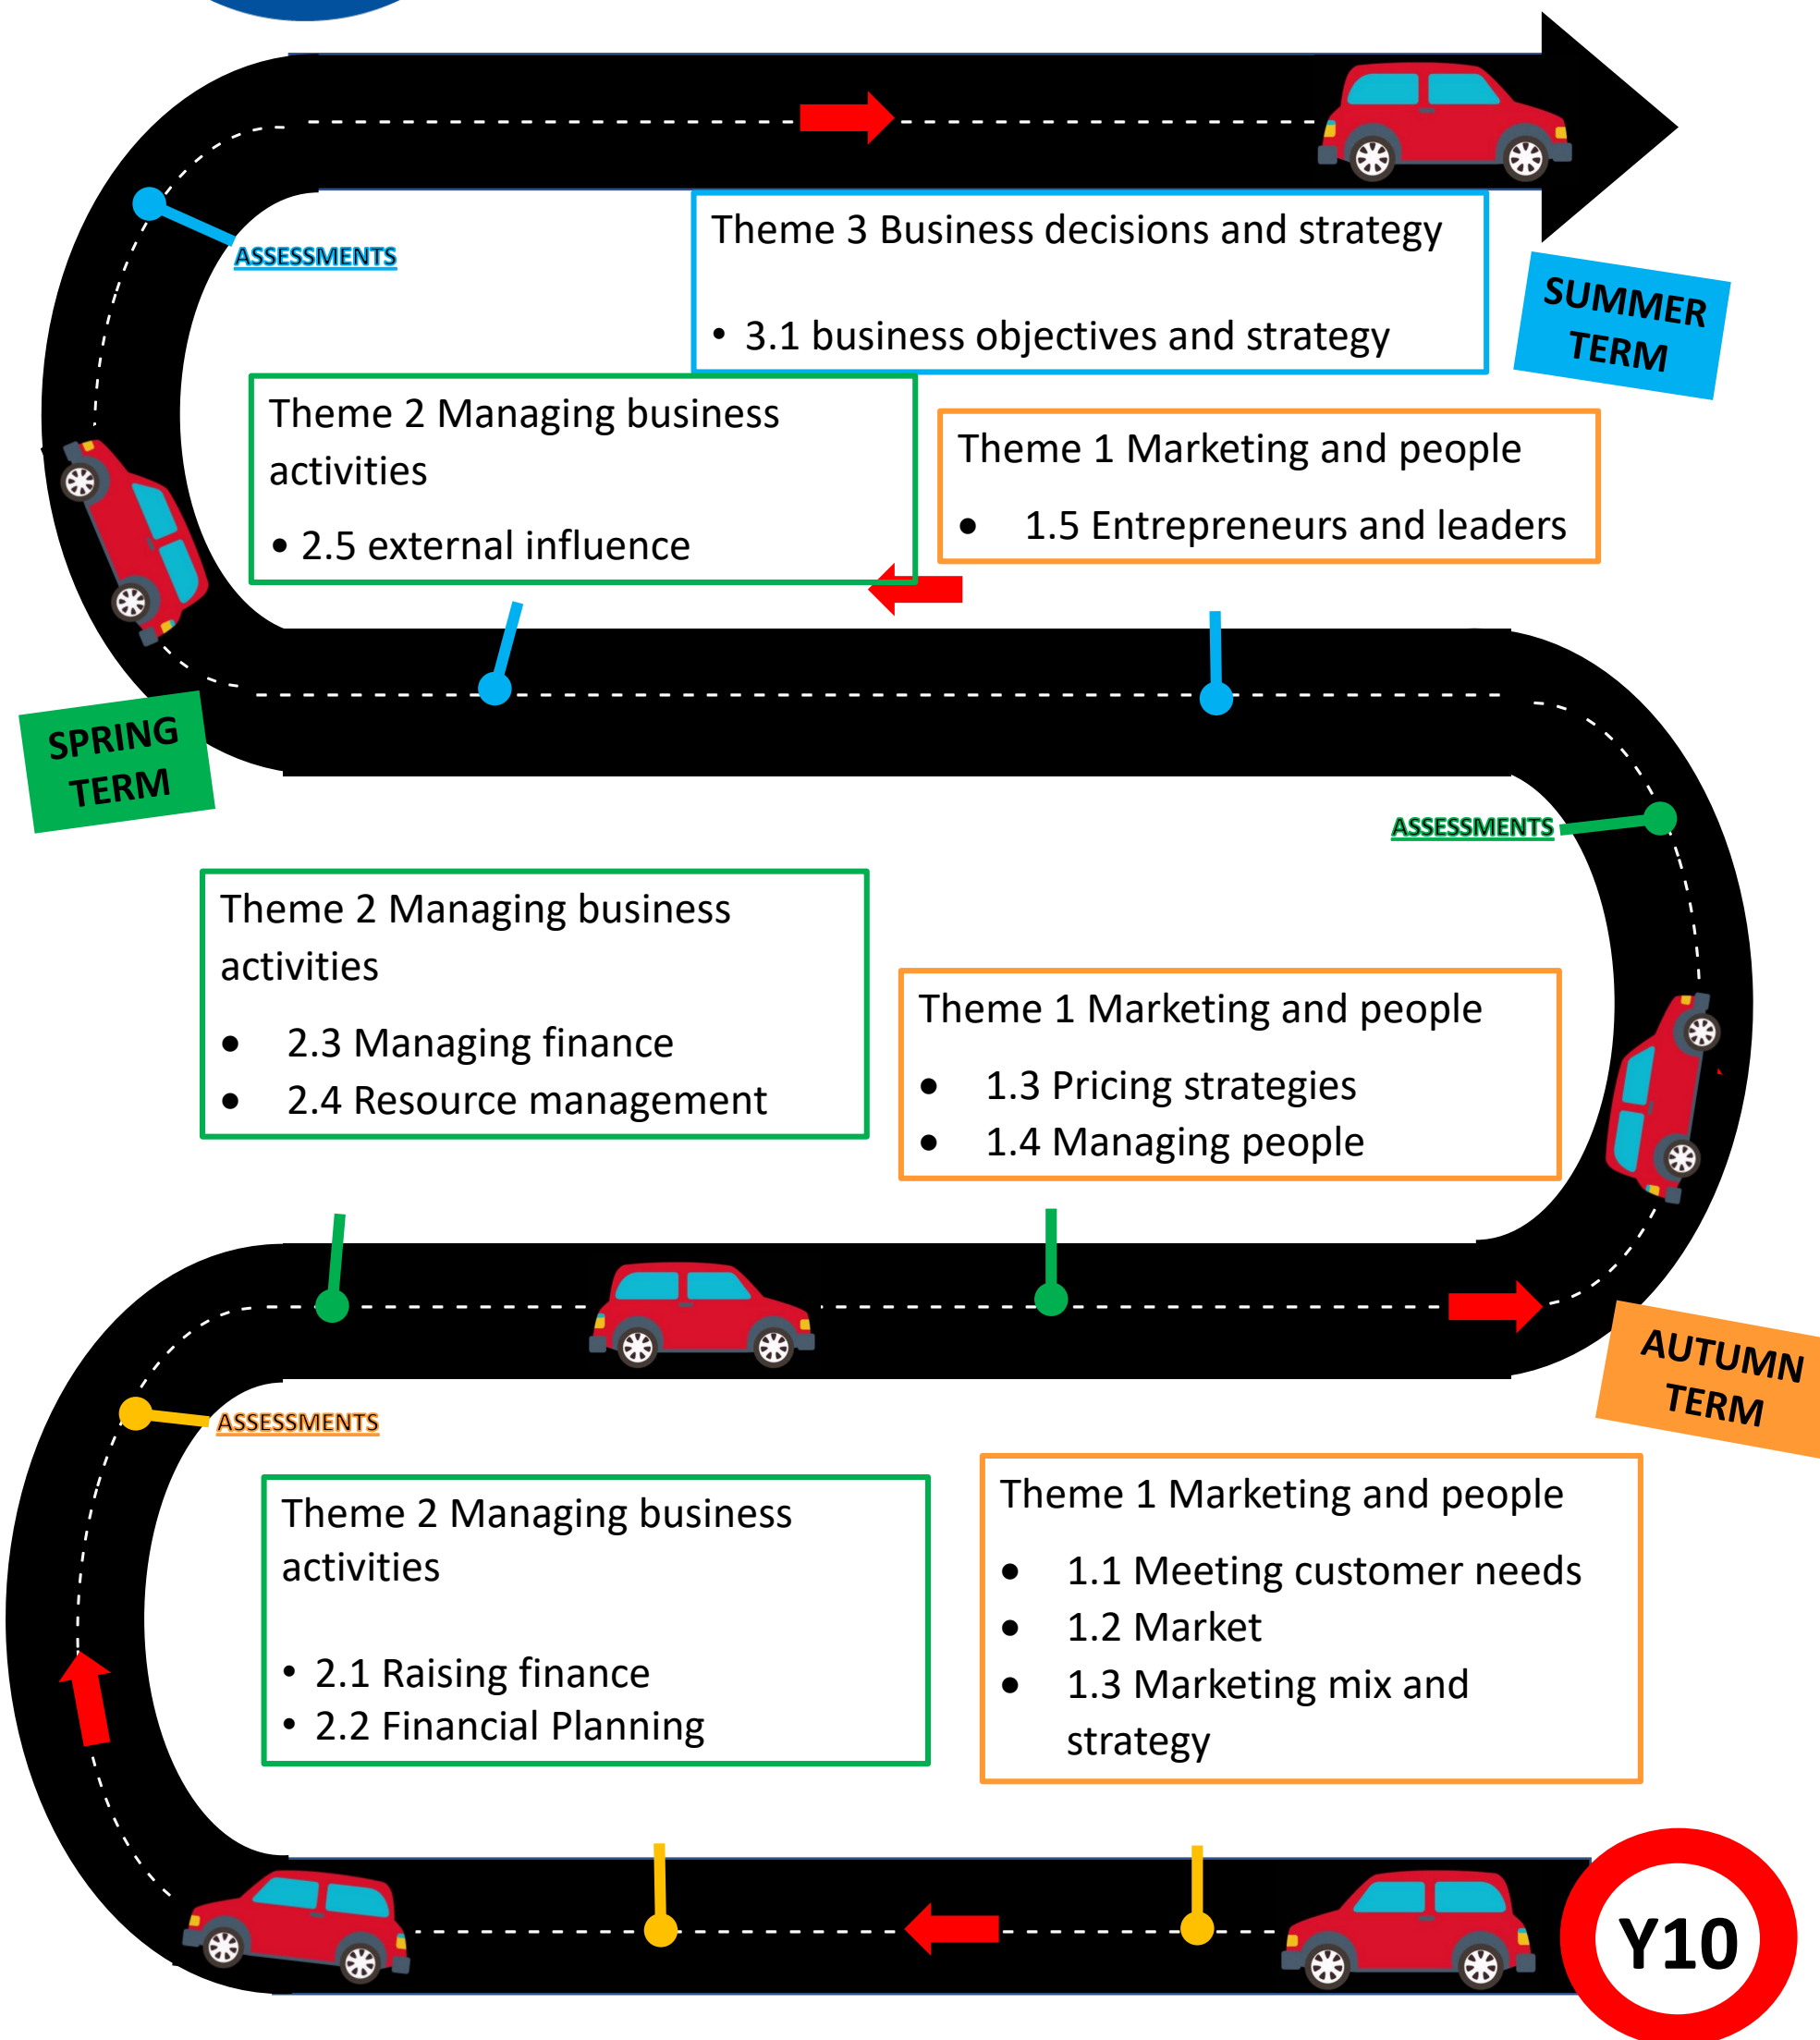 ASSESSMENTS
Theme 3 Business decisions and strategy
• 3.1 business objectives and strategy
SUMMER
TERM
Theme 2 Managing business
activities
• 2.5 external influence
Theme 1 Marketing and people
• 1.5 Entrepreneurs and leaders
SPRING
TERM
ASSESSMENTS
Theme 2 Managing business
activities
• 2.3 Managing finance
• 2.4 Resource management
Theme 1 Marketing and people
• 1.3 Pricing strategies
• 1.4 Managing people
AUTUMN
TERM
ASSESSMENTS
Theme 2 Managing business
activities
• 2.1 Raising finance
• 2.2 Financial Planning
Theme 1 Marketing and people
• 1.1 Meeting customer needs
• 1.2 Market
• 1.3 Marketing mix and
strategy
Y10